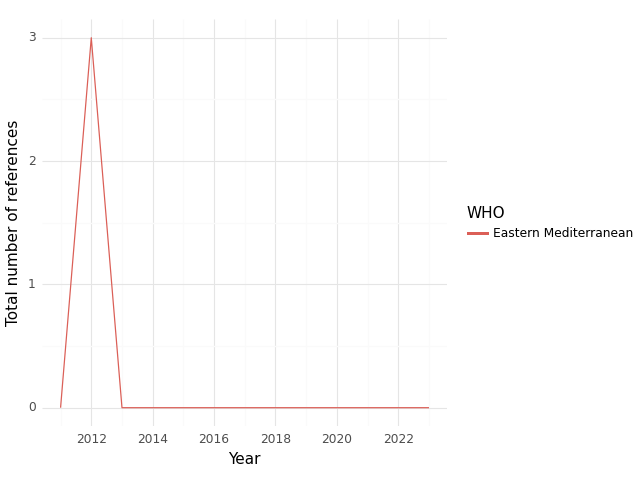 3
2
1
0
Total number of references
2012 2014 2016 2018 2020 2022
Year
WHO
Eastern Mediterranean